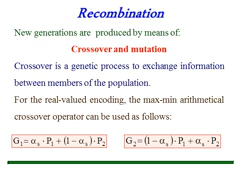 Recombination
New generations are produced by means of:
Crossover and mutation
Crossover is a genetic process to exchange information
between members of the population.
For the real-valued encoding, the max-min arithmetical
crossover operator can be used as follows:
G₁ = αₛ · P₁ + (1 − αₛ) · P₂ G₂ = (1 − αₛ) · P₁ + αₛ · P₂